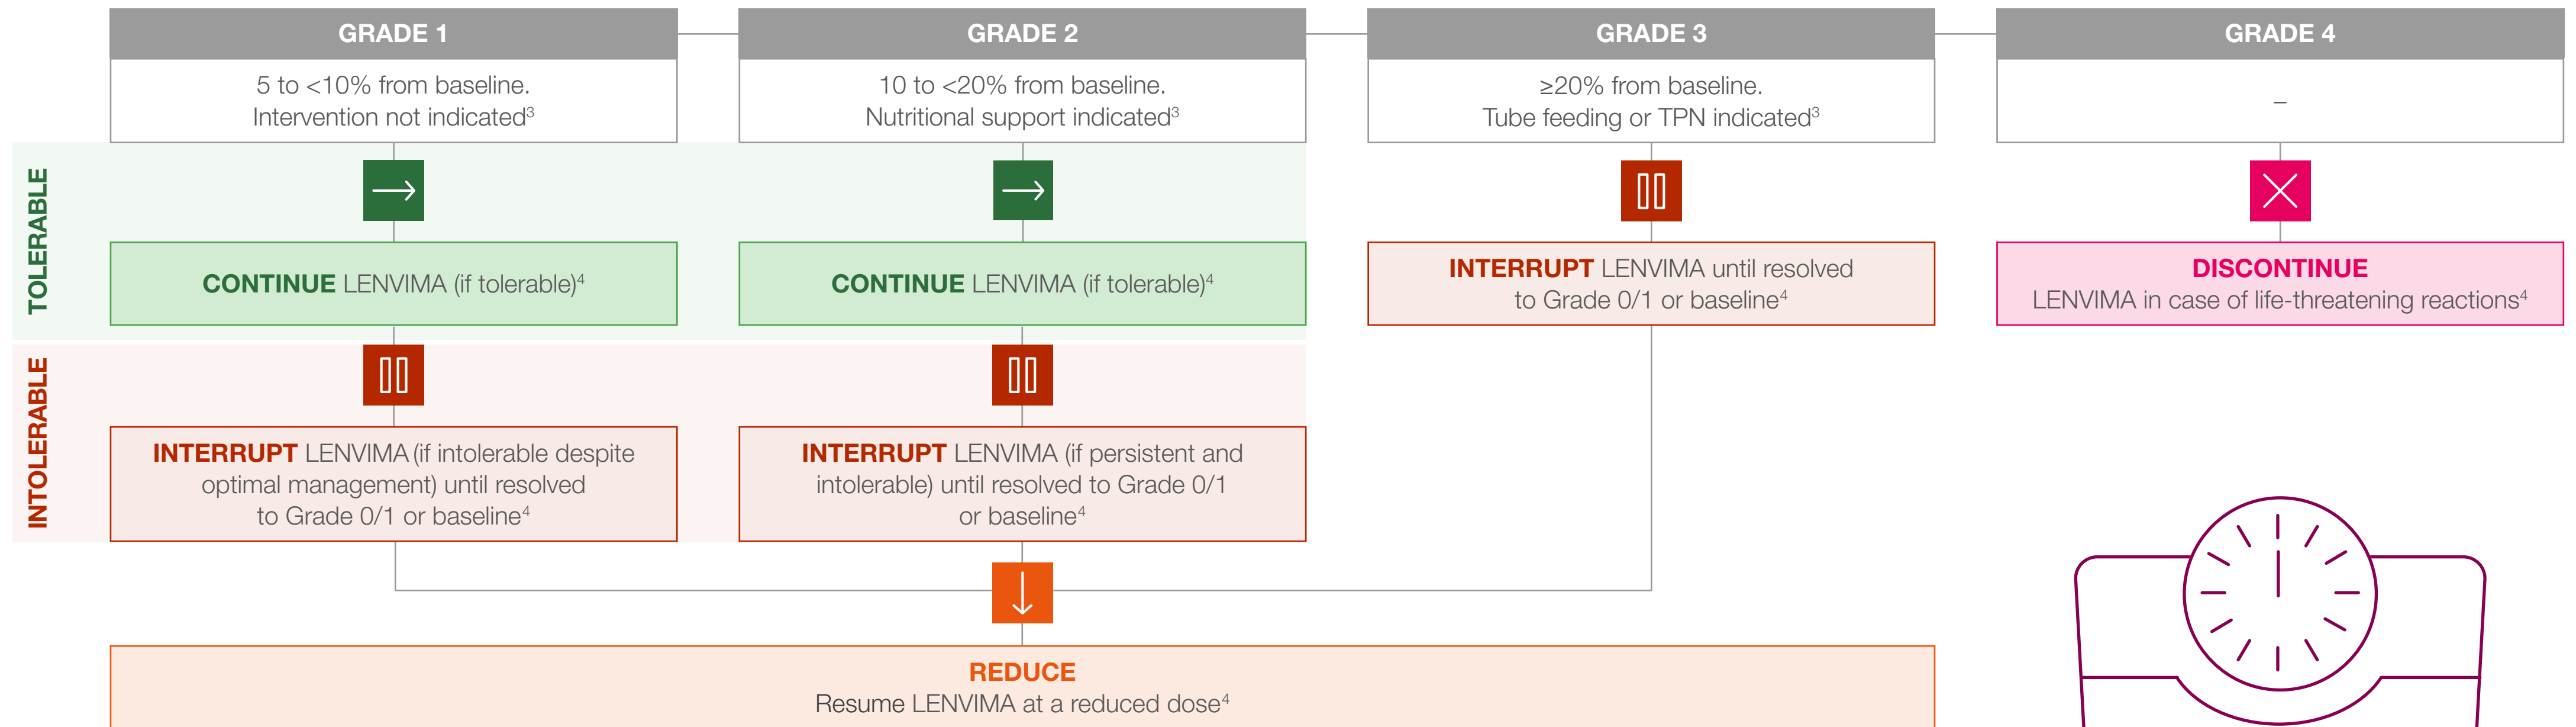 GRADE 1
5 to <10% from baseline.
Intervention not indicated³
GRADE 2
10 to <20% from baseline.
Nutritional support indicated³
GRADE 3
≥20% from baseline.
Tube feeding or TPN indicated³
GRADE 4
–
TOLERABLE
CONTINUE LENVIMA (if tolerable)⁴
CONTINUE LENVIMA (if tolerable)⁴
INTERRUPT LENVIMA until resolved
to Grade 0/1 or baseline⁴
DISCONTINUE
LENVIMA in case of life-threatening reactions⁴
INTOLERABLE
INTERRUPT LENVIMA (if intolerable despite
optimal management) until resolved
to Grade 0/1 or baseline⁴
INTERRUPT LENVIMA (if persistent and
intolerable) until resolved to Grade 0/1
or baseline⁴
REDUCE
Resume LENVIMA at a reduced dose⁴